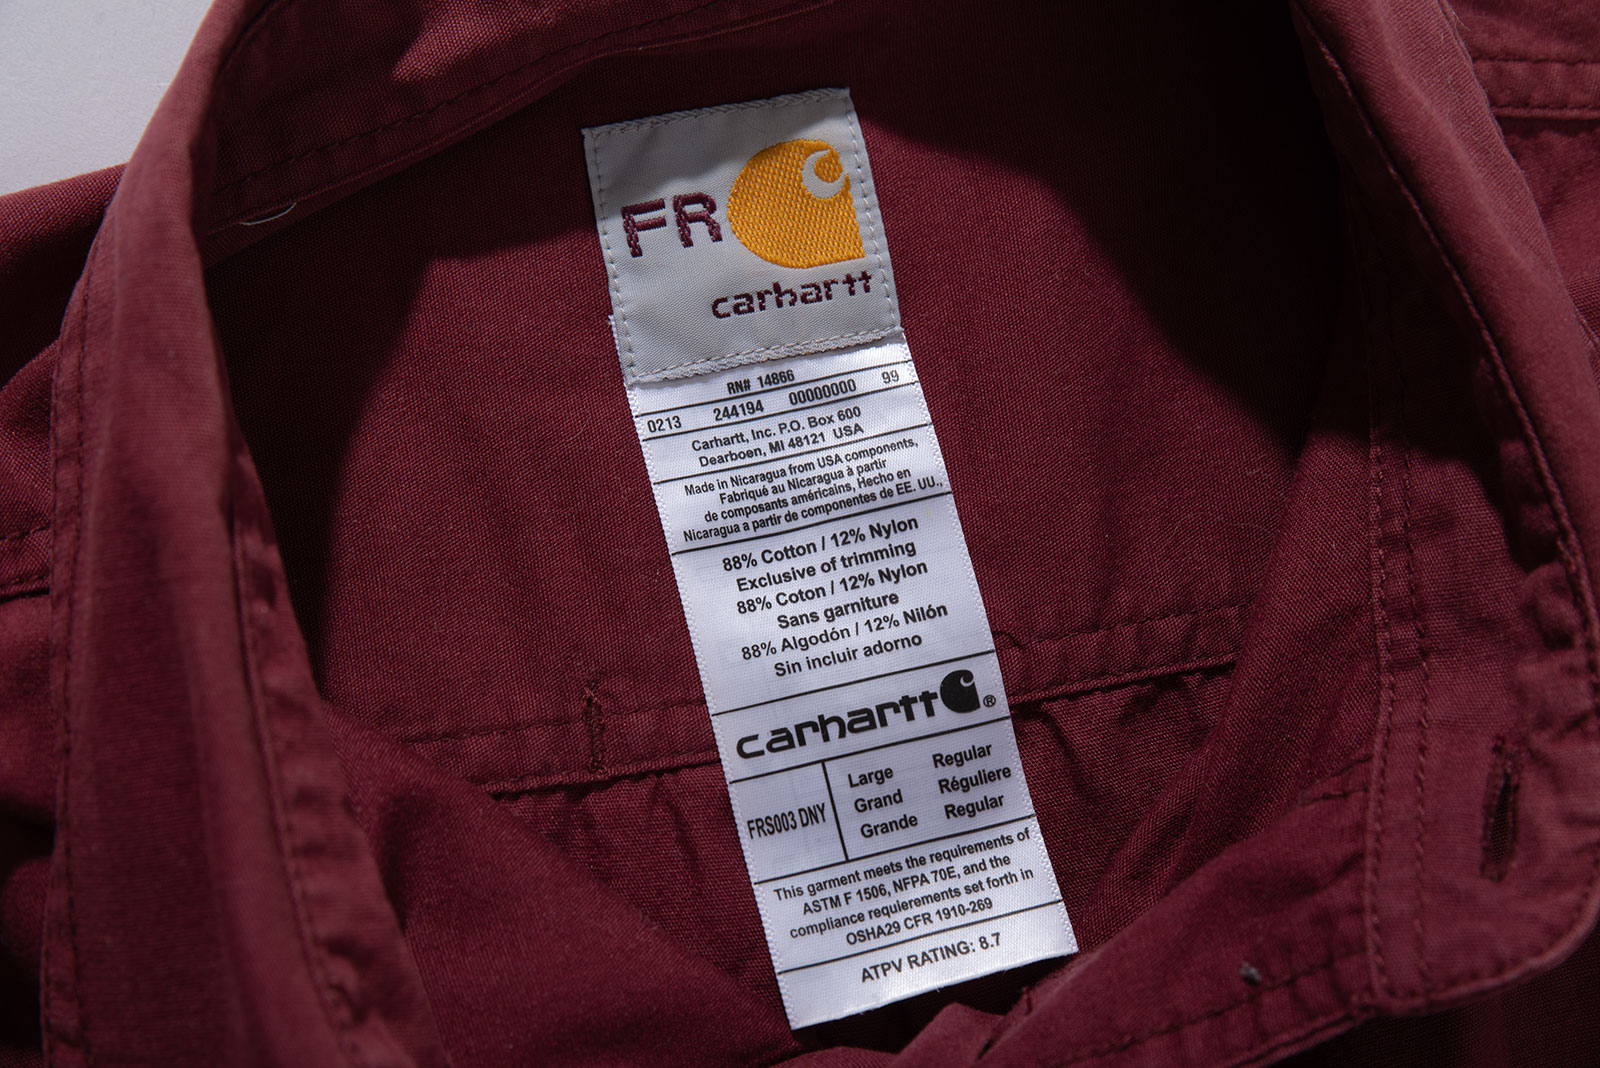 FR
carhartt
RN# 14866
0213 244194 00000000 99
Carhartt, Inc. P.O. Box 600
Dearboen, MI 48121 USA
Made in Nicaragua from USA components,
Fabriqué au Nicaragua à partir
de composants américains, Hecho en
Nicaragua a partir de componentes de EE. UU.,
88% Cotton / 12% Nylon
Exclusive of trimming
88% Coton / 12% Nylon
Sans garniture
88% Algodón / 12% Nilón
Sin incluir adorno
carhartt ®
FRS003 DNY
Large Regular
Grand Réguliere
Grande Regular
This garment meets the requirements of
ASTM F 1506, NFPA 70E, and the
compliance requierements set forth in
OSHA29 CFR 1910-269
ATPV RATING: 8.7